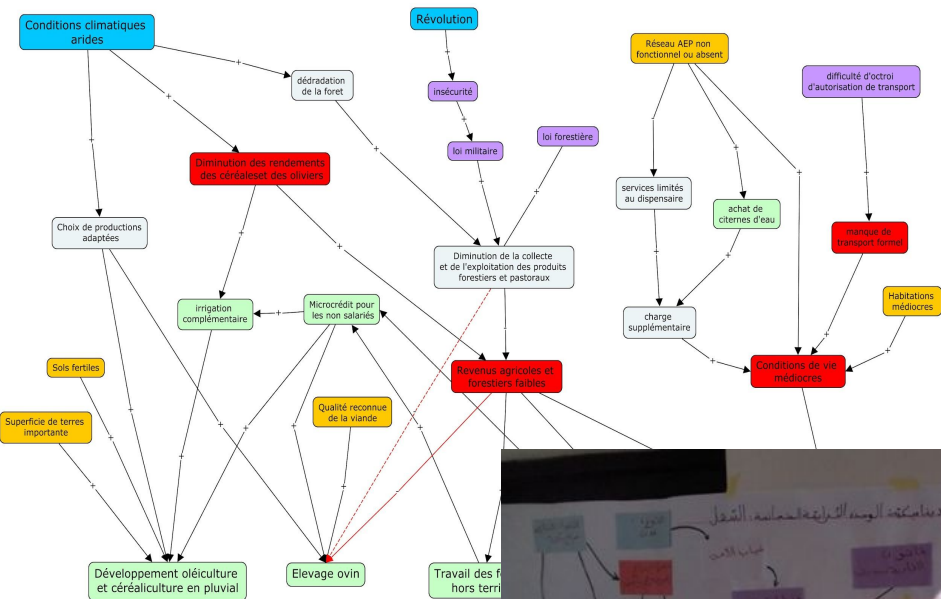 Conditions climatiques
arides
Révolution
Réseau AEP non
fonctionnel ou absent
difficulté d'octroi
d'autorisation de transport
dédradation
de la foret
insécurité
loi forestière
loi militaire
Diminution des rendements
des céréaleset des oliviers
services limités
au dispensaire
achat de
citernes d'eau
Choix de productions
adaptées
manque de
transport formel
Diminution de la collecte
et de l'exploitation des produits
forestiers et pastoraux
irrigation
complémentaire
Microcrédit pour
les non salariés
Habitations
médiocres
charge
supplémentaire
Sols fertiles
Revenus agricoles et
forestiers faibles
Conditions de vie
médiocres
Qualité reconnue
de la viande
Superficie de terres
importante
Développement oléiculture
et céréaliculture en pluvial
Elevage ovin
Travail des
hors